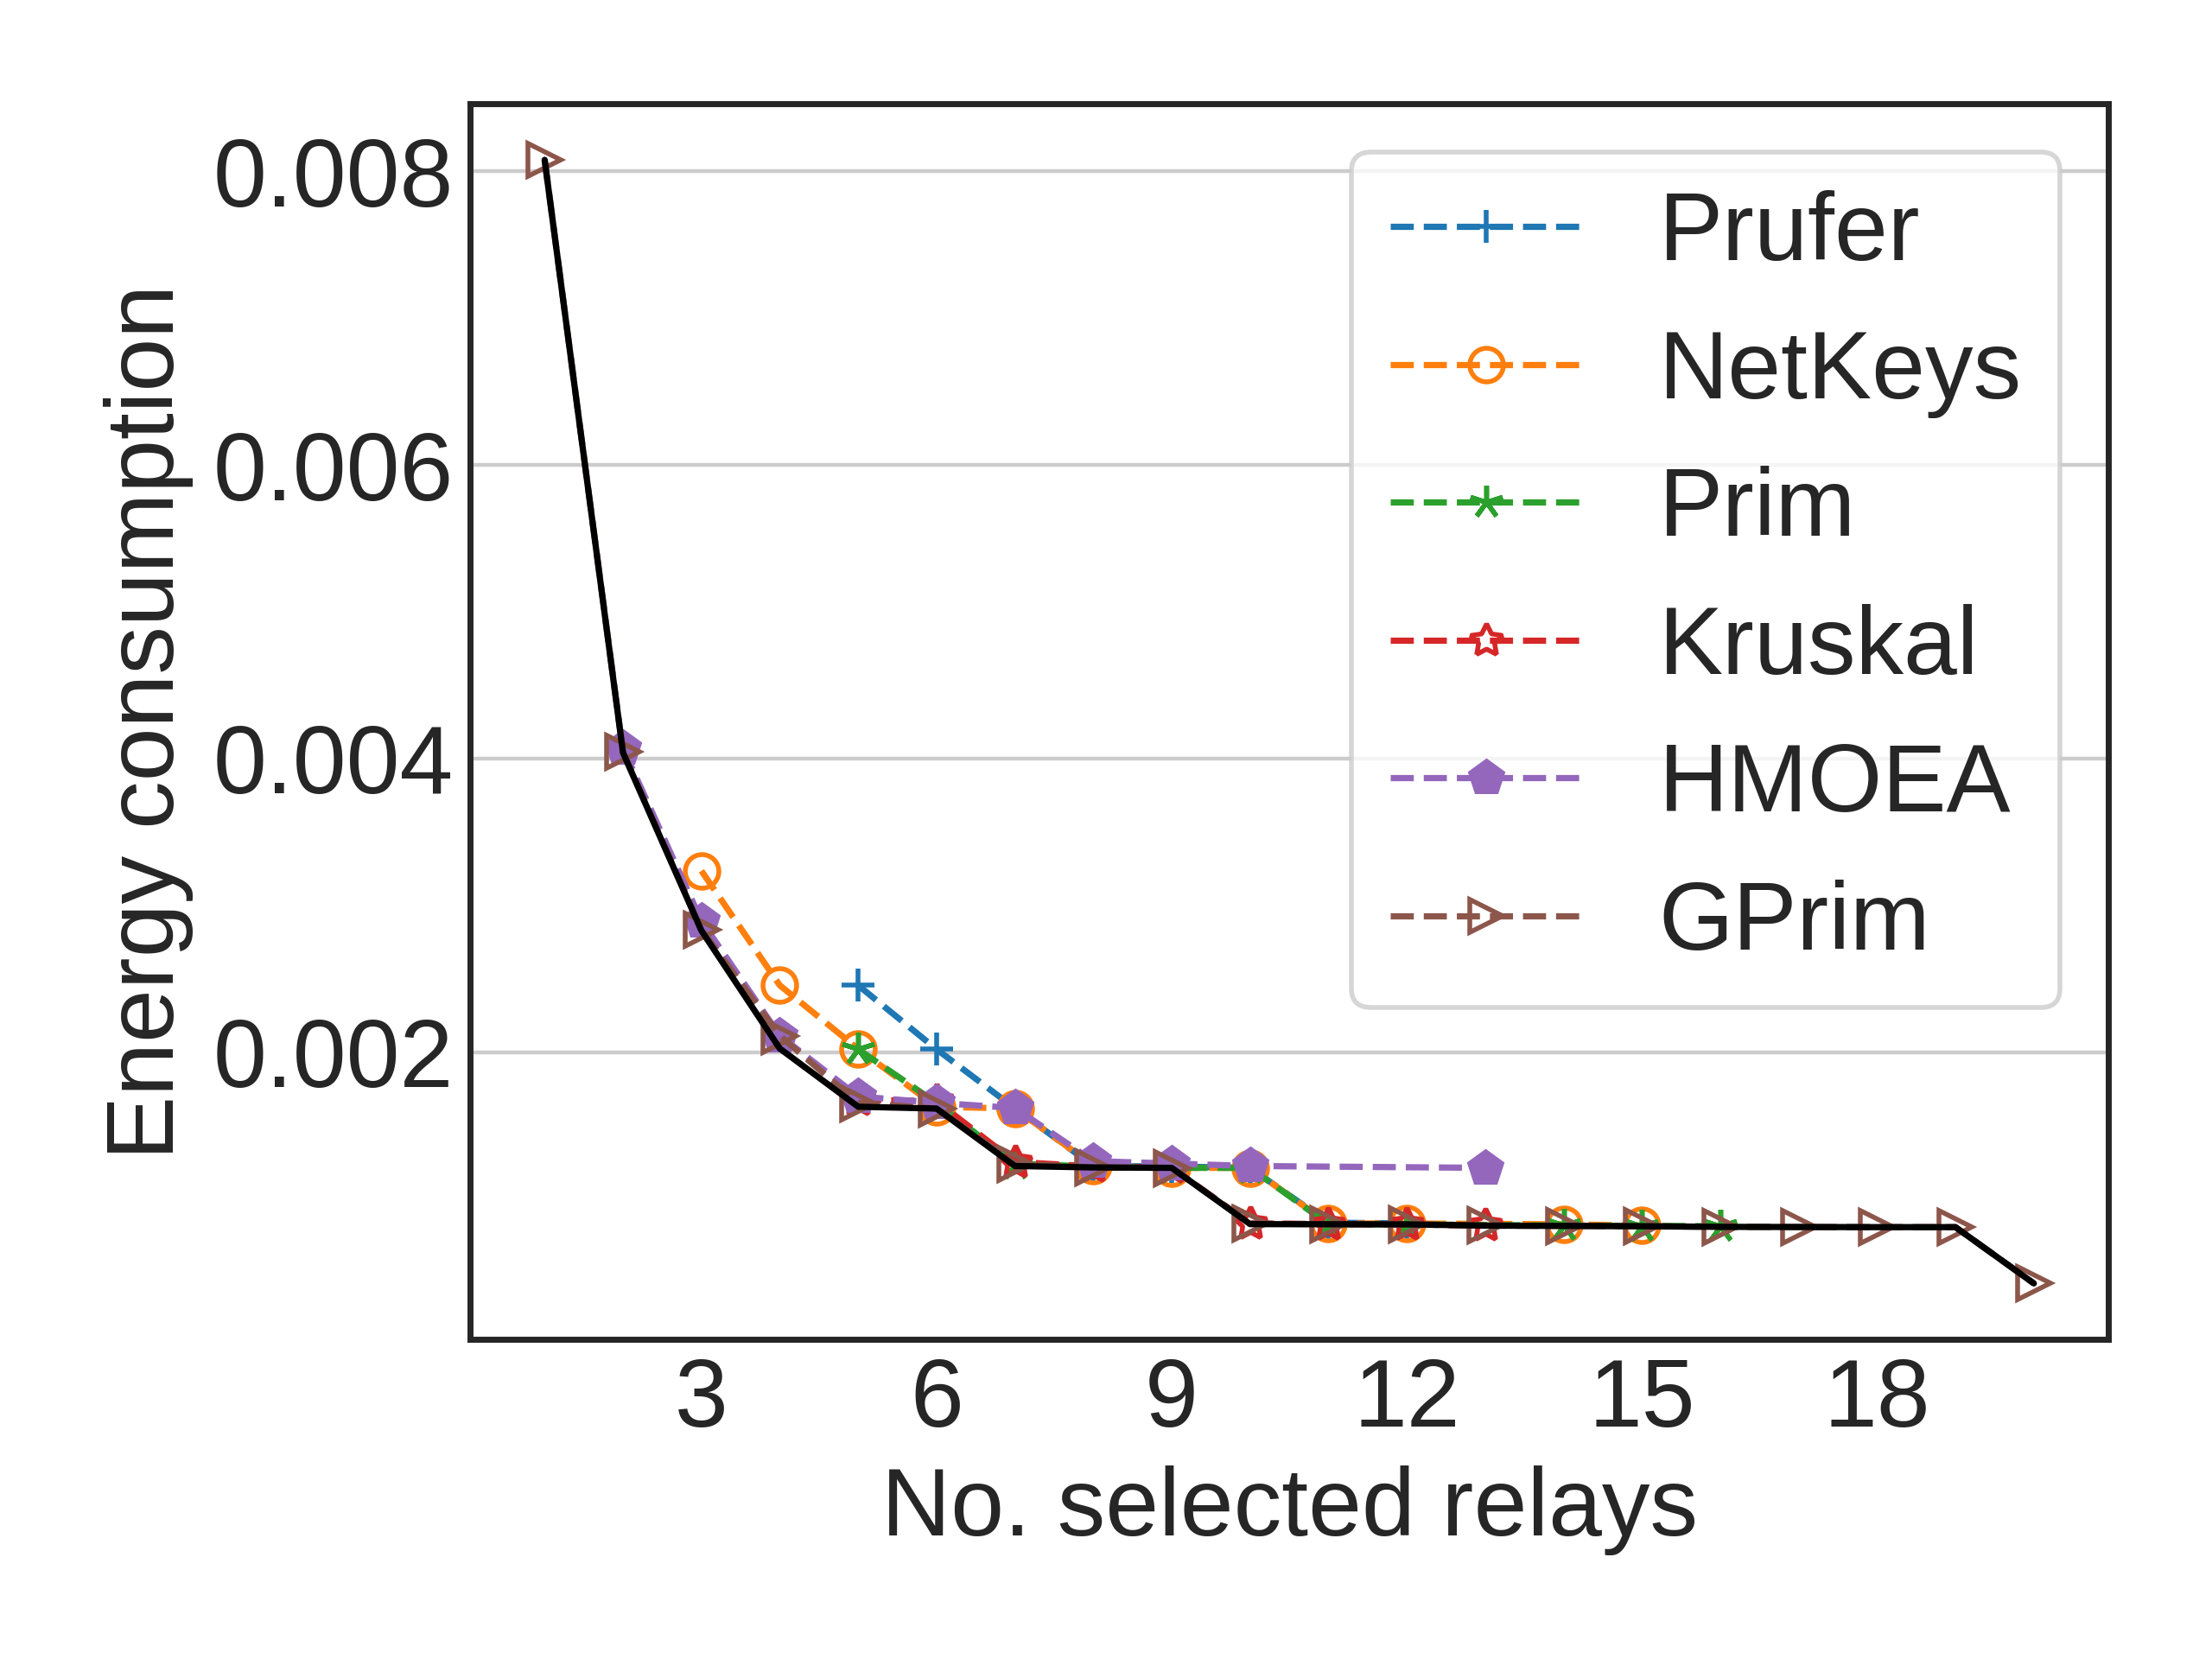 Energy consumption
0.008
0.006
0.004
0.002
3 6 9 12 15 18
No. selected relays
Prufer
NetKeys
Prim
Kruskal
HMOEA
GPrim